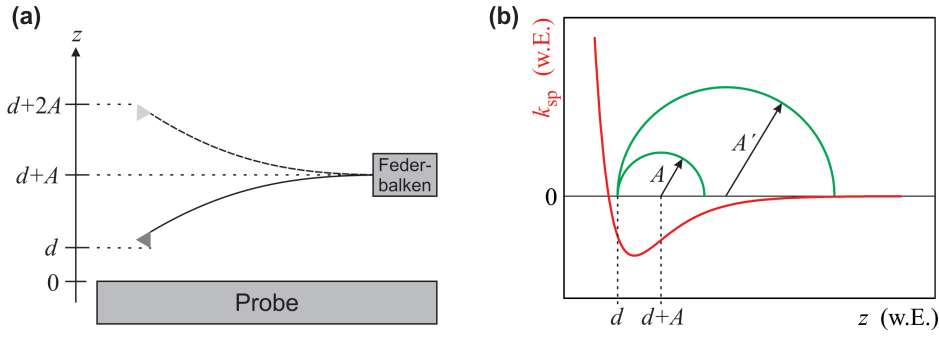 (a)
z
d+2A
d+A
d
0
Feder-
balken
Probe
(b)
k_sp (w.E.)
0
A
A´
d
d+A
z (w.E.)